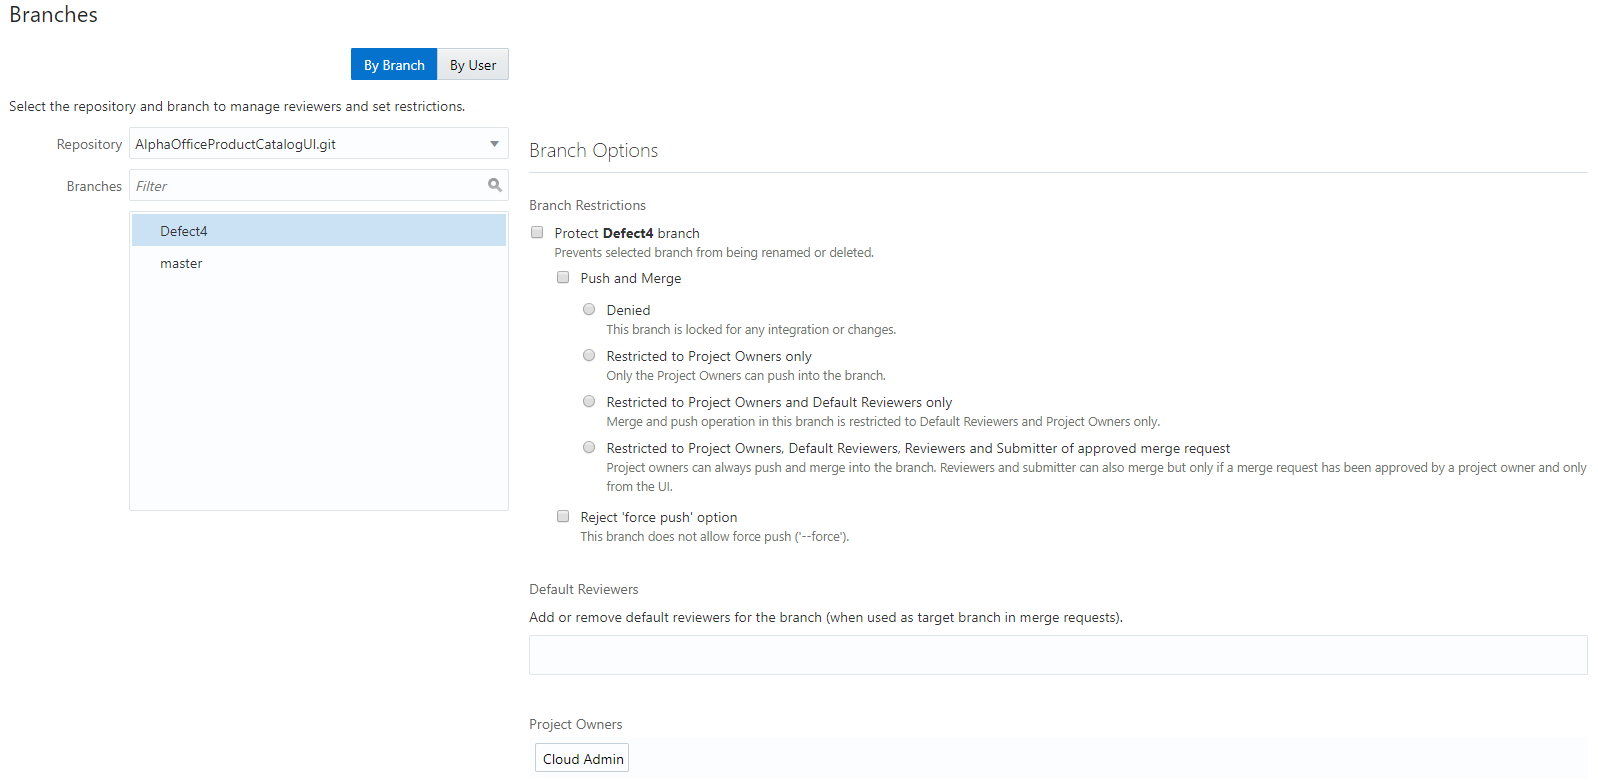 Branches
By Branch
By User
Select the repository and branch to manage reviewers and set restrictions.
Repository
AlphaOfficeProductCatalogUI.git
Branches
Filter
Defect4
master
Branch Options
Branch Restrictions
Protect Defect4 branch
Prevents selected branch from being renamed or deleted.
Push and Merge
Denied
This branch is locked for any integration or changes.
Restricted to Project Owners only
Only the Project Owners can push into the branch.
Restricted to Project Owners and Default Reviewers only
Merge and push operation in this branch is restricted to Default Reviewers and Project Owners only.
Restricted to Project Owners, Default Reviewers, Reviewers and Submitter of approved merge request
Project owners can always push and merge into the branch. Reviewers and submitter can also merge but only if a merge request has been approved by a project owner and only
from the UI.
Reject 'force push' option
This branch does not allow force push ('--force').
Default Reviewers
Add or remove default reviewers for the branch (when used as target branch in merge requests).
Project Owners
Cloud Admin